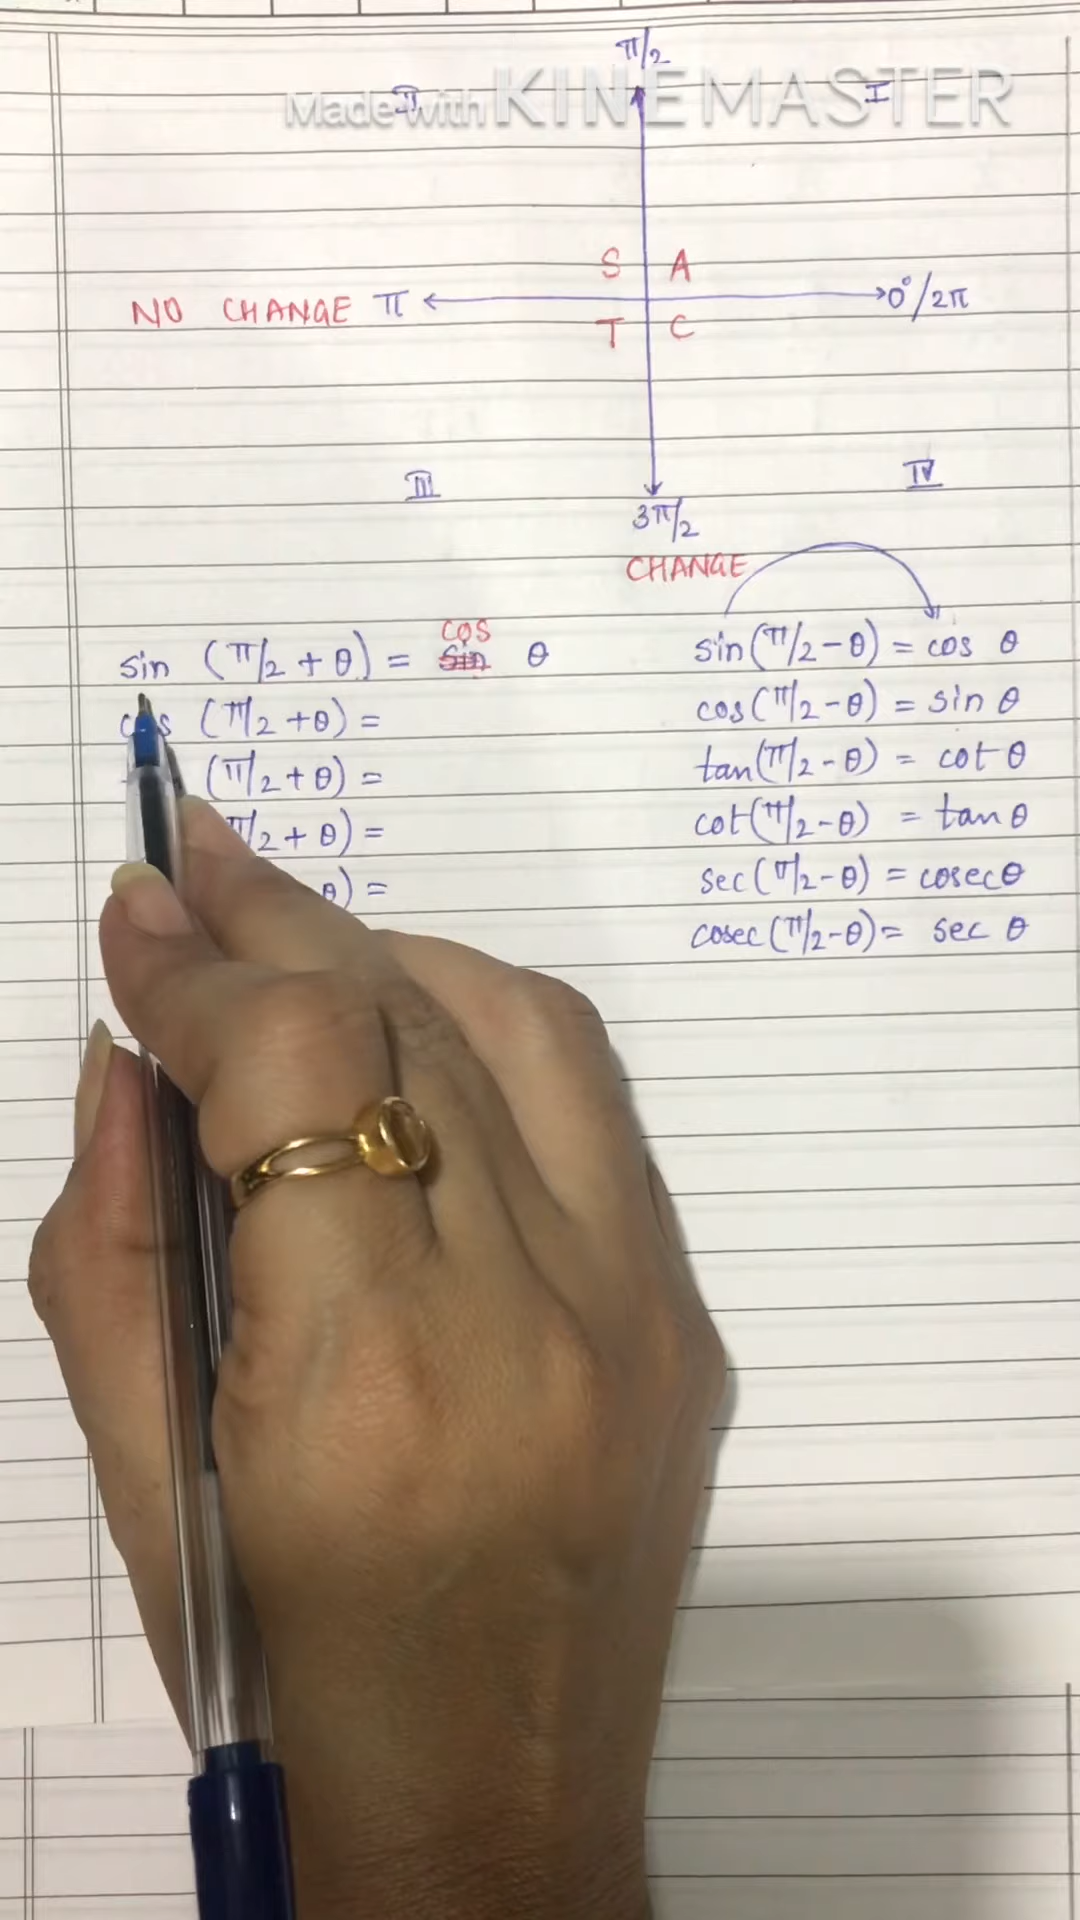 π/2
Made with KINEMASTER
II I
S A
NO CHANGE π 0°/2π
T C
III IV
3π/2
CHANGE
cos
sin (π/2 + θ) = sin θ
cos (π/2 + θ) =
(π/2 + θ) =
π/2 + θ) =
θ) =
sin(π/2 - θ) = cos θ
cos(π/2 - θ) = sin θ
tan(π/2 - θ) = cot θ
cot(π/2 - θ) = tan θ
sec(π/2 - θ) = cosec θ
cosec(π/2 - θ) = sec θ